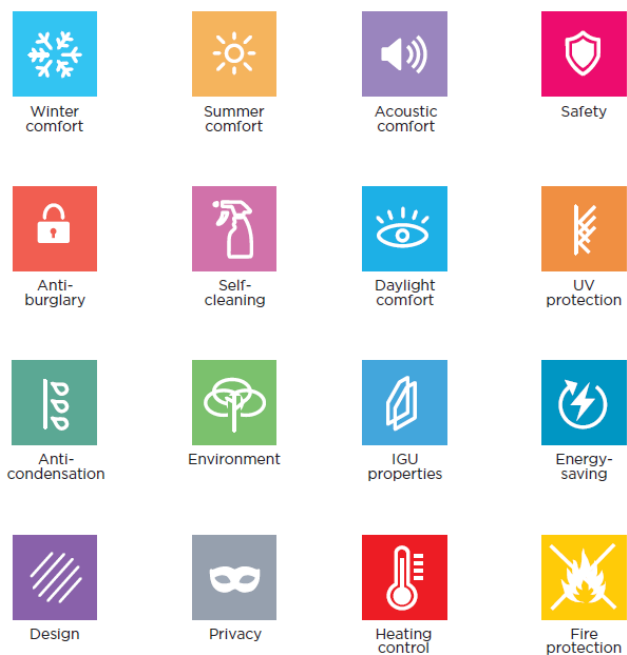 Winter
comfort
Summer
comfort
Acoustic
comfort
Safety
Anti-
burglary
Self-
cleaning
Daylight
comfort
UV
protection
Anti-
condensation
Environment
IGU
properties
Energy-
saving
Design
Privacy
Heating
control
Fire
protection